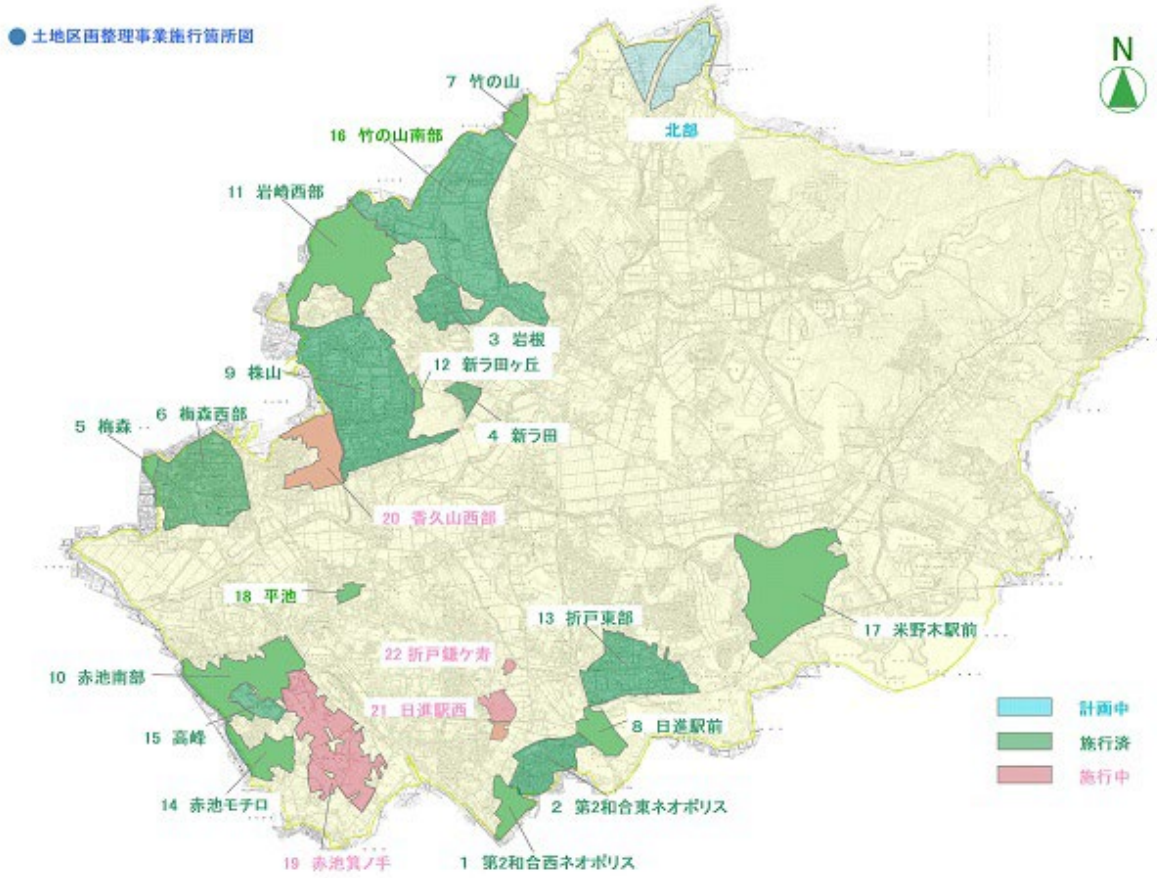 土地区画整理事業施行箇所図
N
7 竹の山
北部
16 竹の山南部
11 岩崎西部
3 岩根
12 新ラ田ヶ丘
9 株山
6 梅森西部
5 梅森
4 新ラ田
20 香久山西部
18 平池
13 折戸東部
17 米野木駅前
22 折戸鎌ケ寿
10 赤池南部
21 日進駅西
計画中
8 日進駅前
15 高峰
施行済
施行中
14 赤池モチロ
2 第2和合東ネオポリス
19 赤池箕ノ手
1 第2和合西ネオポリス